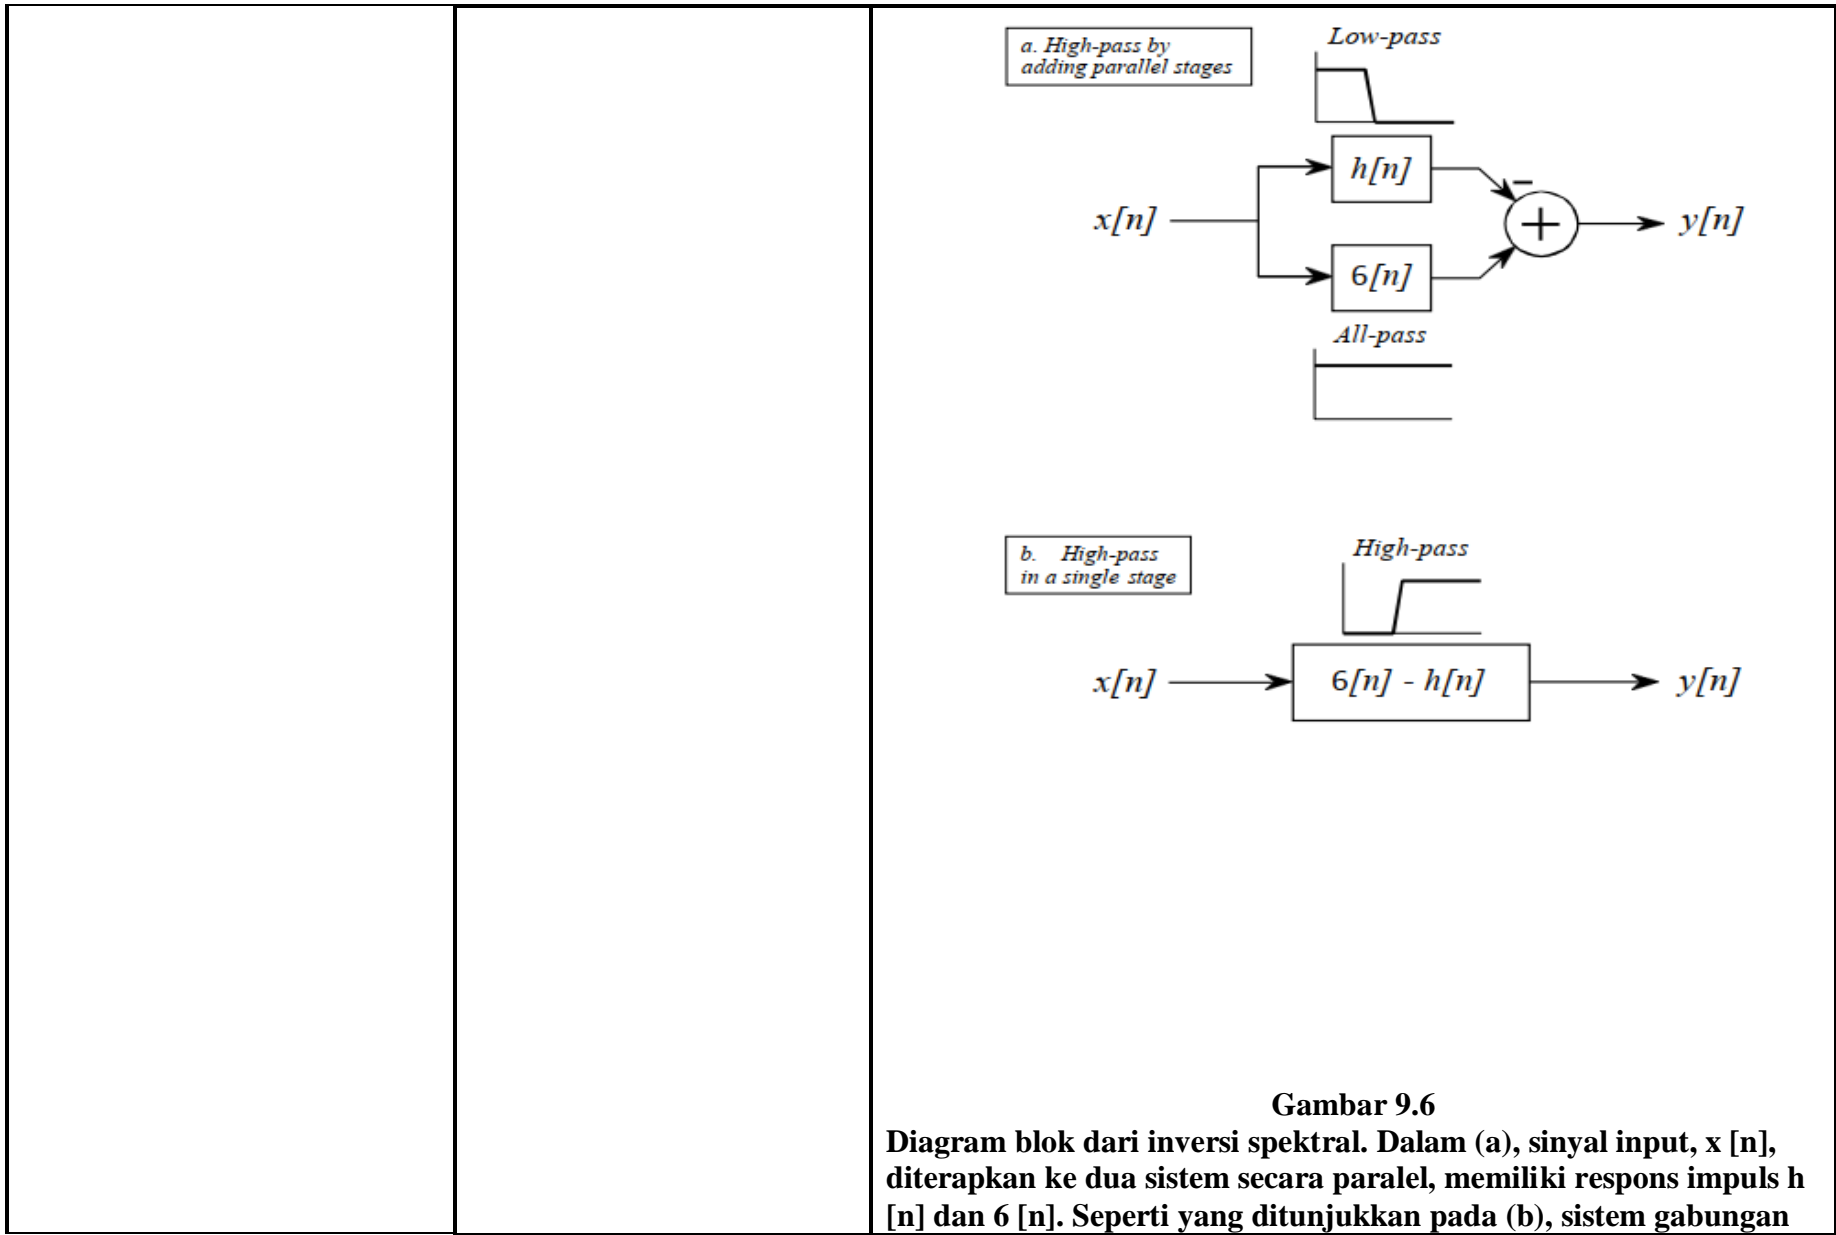 a. High-pass by
adding parallel stages
Low-pass
h[n]
x[n]
–
+
y[n]
6[n]
All-pass
b. High-pass
in a single stage
High-pass
x[n]
6[n] - h[n]
y[n]
Gambar 9.6
Diagram blok dari inversi spektral. Dalam (a), sinyal input, x [n],
diterapkan ke dua sistem secara paralel, memiliki respons impuls h
[n] dan 6 [n]. Seperti yang ditunjukkan pada (b), sistem gabungan